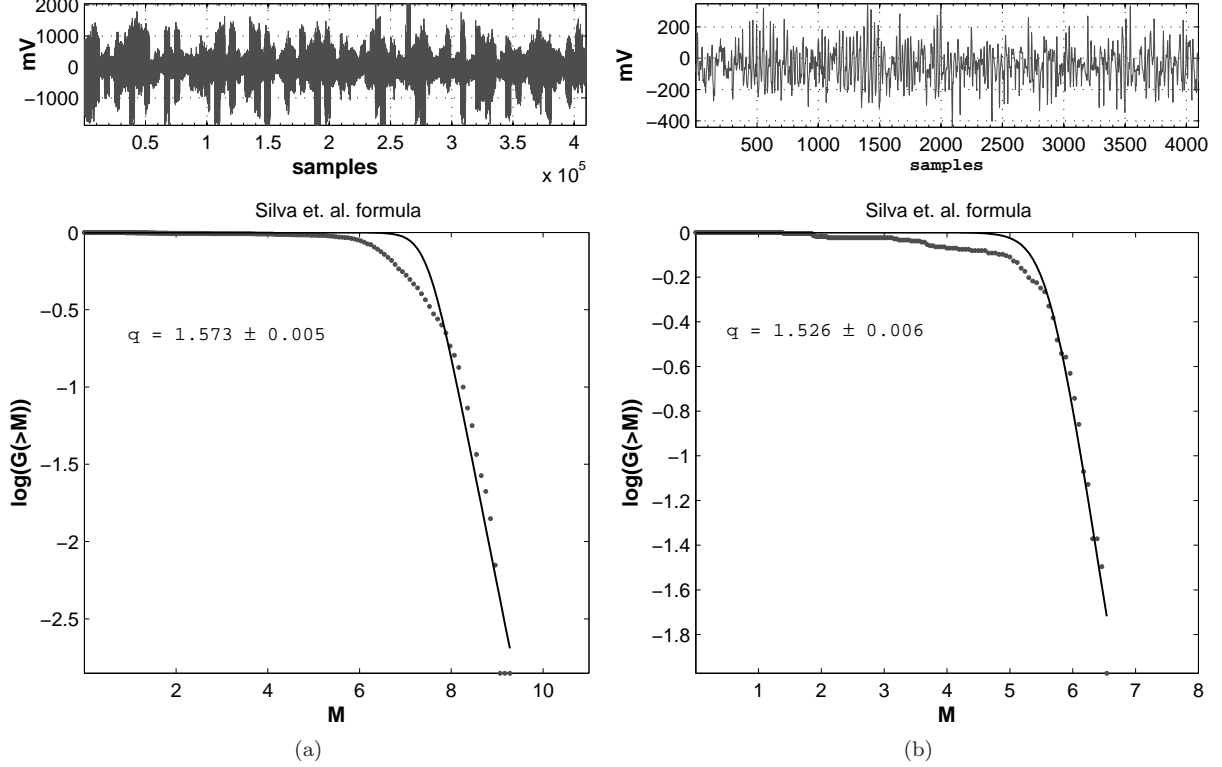 2000
1000
0
−1000
mV
0.5 1 1.5 2 2.5 3 3.5 4
samples
x 10^5
Silva et. al. formula
0
−0.5
−1
−1.5
−2
−2.5
log(G(>M))
q = 1.573 ± 0.005
2 4 6 8 10
M
(a)
200
0
−200
−400
mV
500 1000 1500 2000 2500 3000 3500 4000
samples
Silva et. al. formula
0
−0.2
−0.4
−0.6
−0.8
−1
−1.2
−1.4
−1.6
−1.8
log(G(>M))
q = 1.526 ± 0.006
1 2 3 4 5 6 7 8
M
(b)